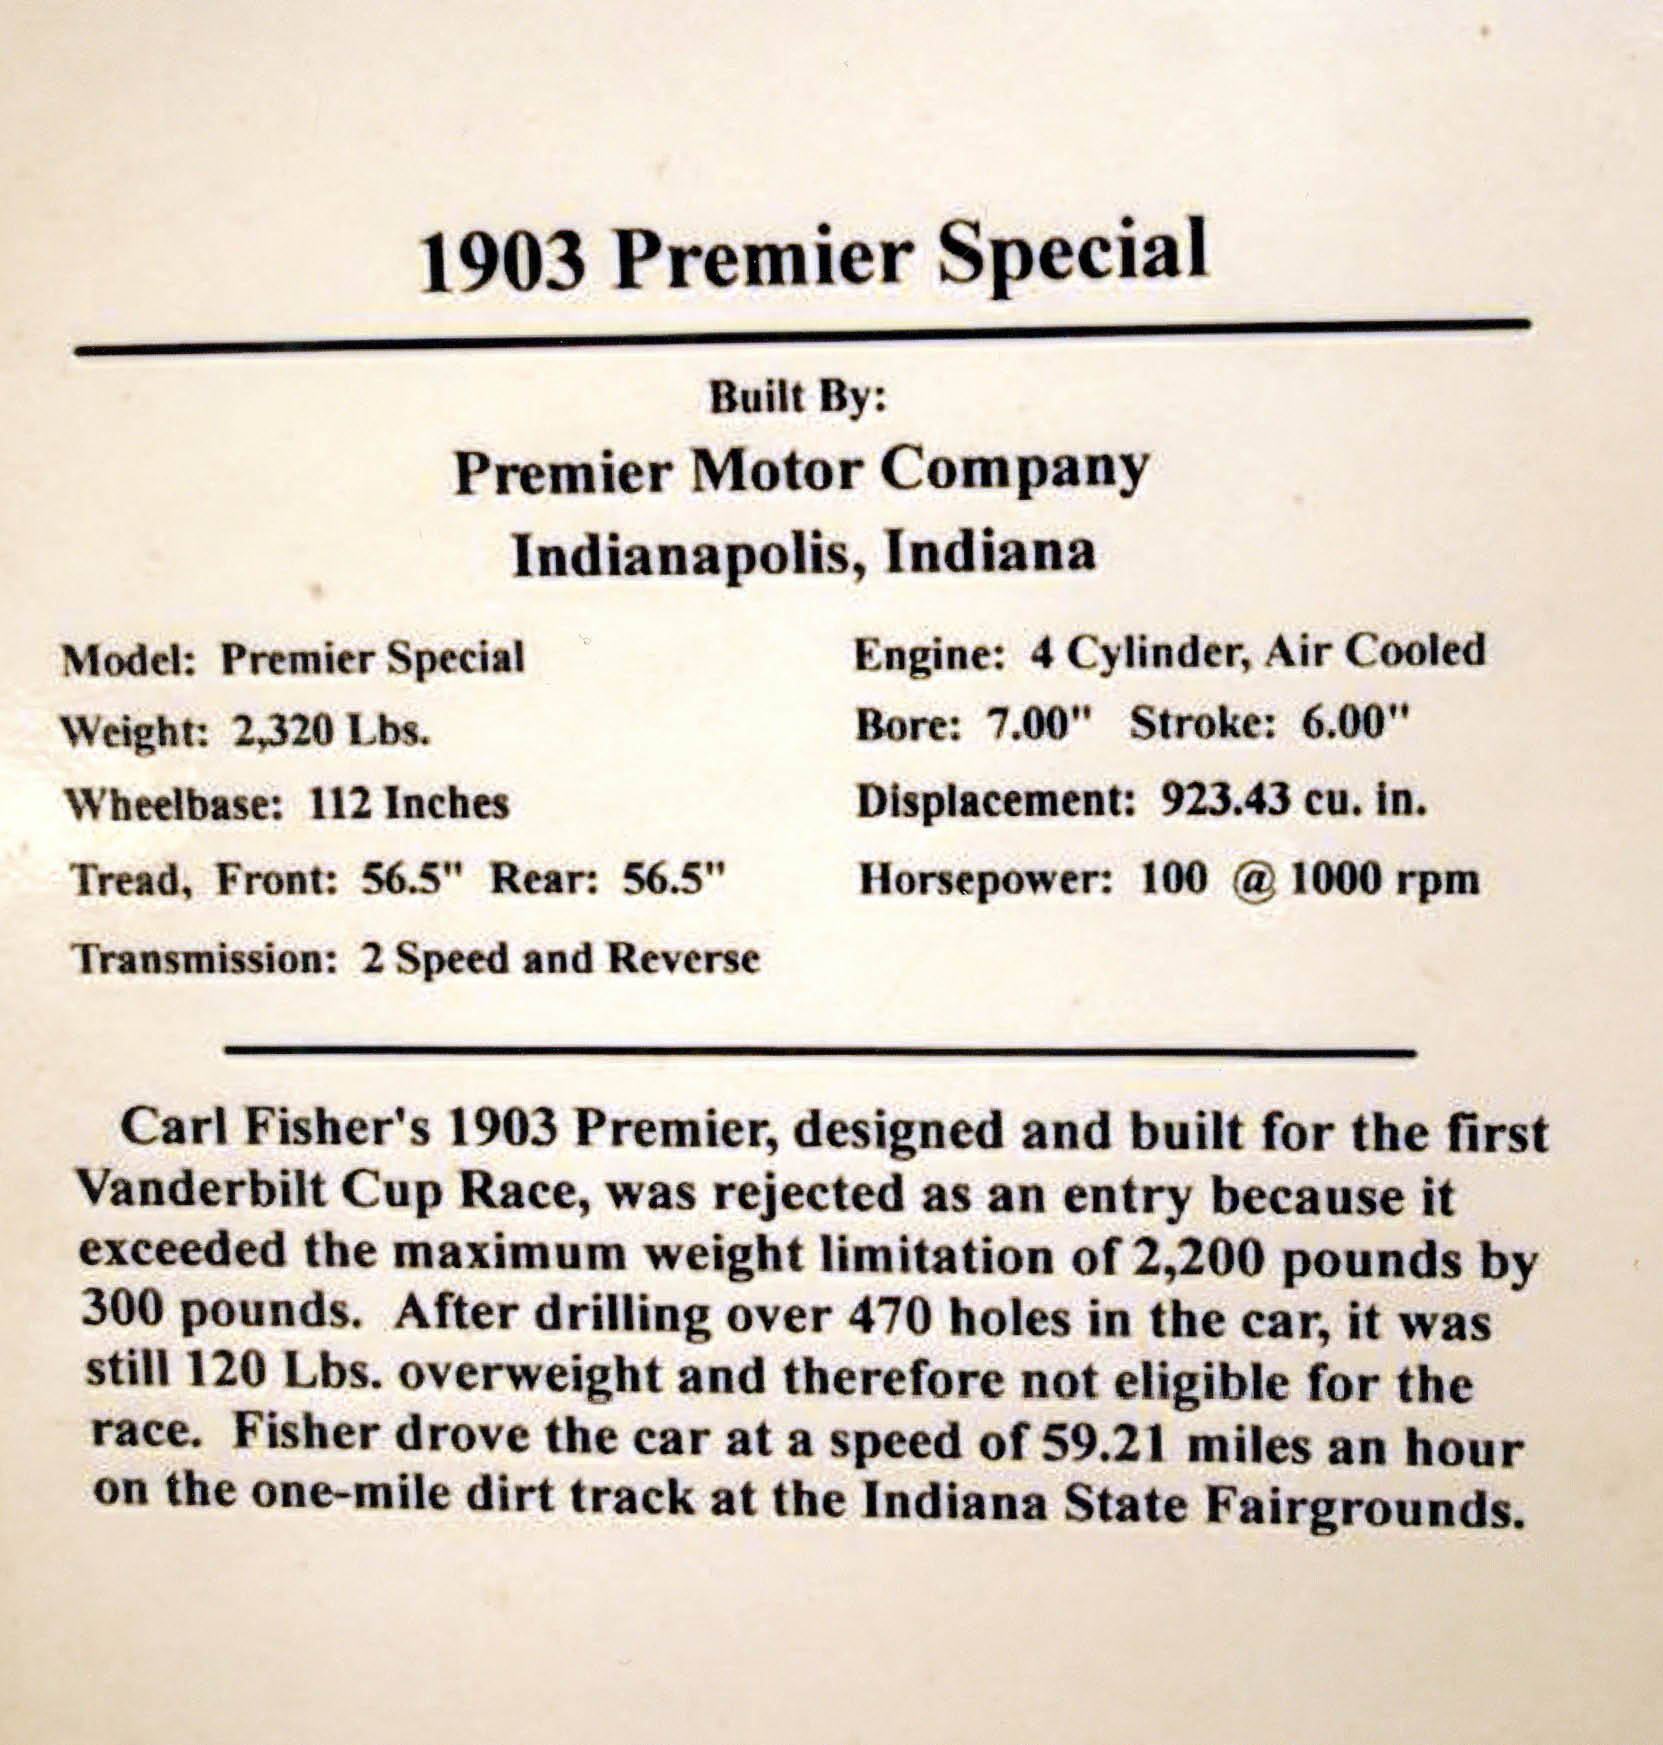 1903 Premier Special
Built By:
Premier Motor Company
Indianapolis, Indiana
Model: Premier Special
Weight: 2,320 Lbs.
Wheelbase: 112 Inches
Tread, Front: 56.5" Rear: 56.5"
Transmission: 2 Speed and Reverse
Engine: 4 Cylinder, Air Cooled
Bore: 7.00" Stroke: 6.00"
Displacement: 923.43 cu. in.
Horsepower: 100 @ 1000 rpm
Carl Fisher's 1903 Premier, designed and built for the first
Vanderbilt Cup Race, was rejected as an entry because it
exceeded the maximum weight limitation of 2,200 pounds by
300 pounds. After drilling over 470 holes in the car, it was
still 120 Lbs. overweight and therefore not eligible for the
race. Fisher drove the car at a speed of 59.21 miles an hour
on the one-mile dirt track at the Indiana State Fairgrounds.